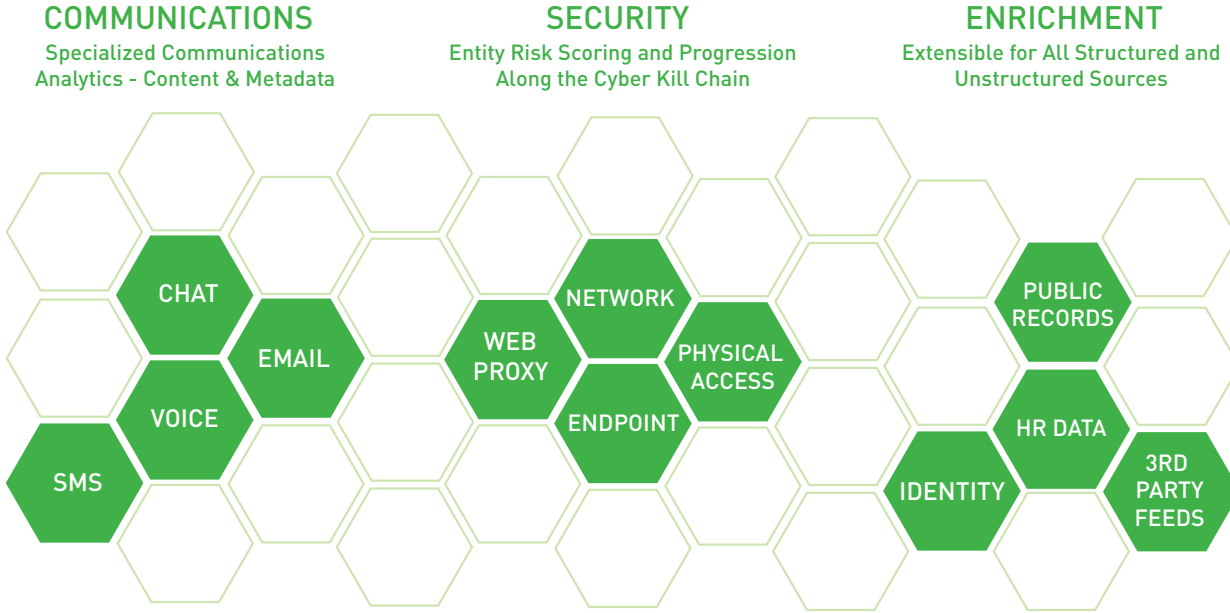 COMMUNICATIONS
Specialized Communications
Analytics - Content & Metadata
SECURITY
Entity Risk Scoring and Progression
Along the Cyber Kill Chain
ENRICHMENT
Extensible for All Structured and
Unstructured Sources
CHAT
EMAIL
VOICE
SMS
NETWORK
WEB
PROXY
PHYSICAL
ACCESS
ENDPOINT
PUBLIC
RECORDS
HR DATA
IDENTITY
3RD
PARTY
FEEDS